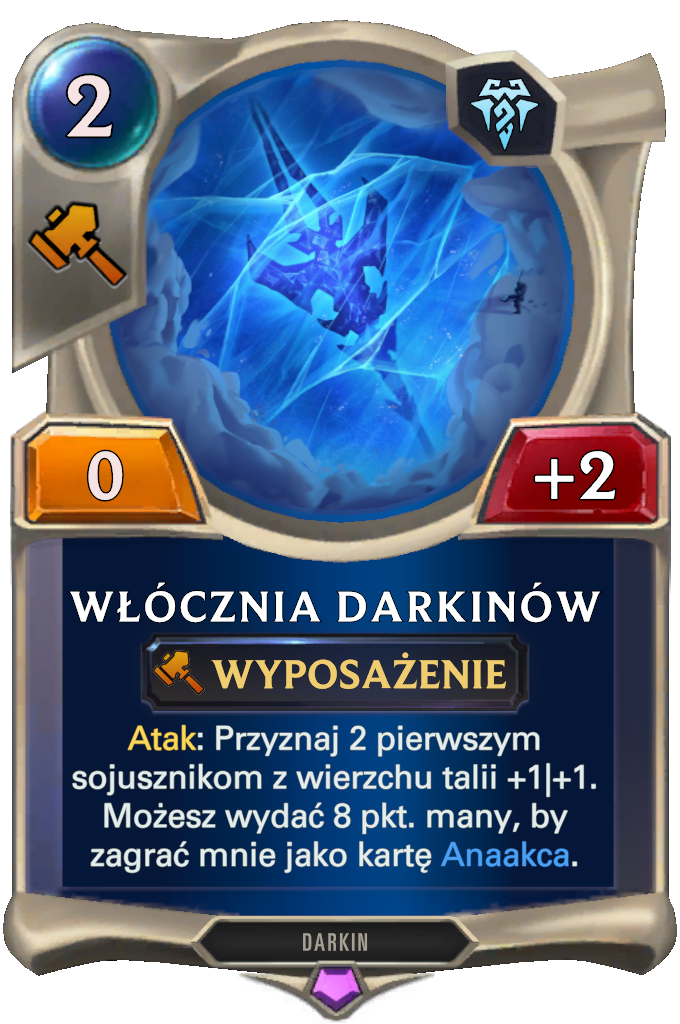 2
0
+2
WŁÓCZNIA DARKINÓW
WYPOSAŻENIE
Atak: Przyznaj 2 pierwszym
sojusznikom z wierzchu talii +1|+1.
Możesz wydać 8 pkt. many, by
zagrać mnie jako kartę Anaakca.
DARKIN